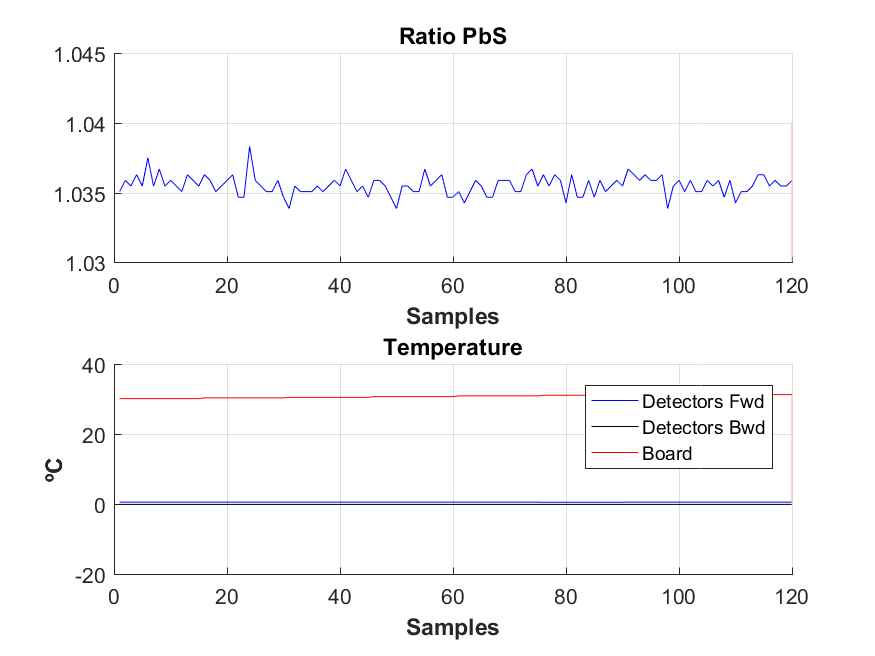 Ratio PbS
1.045
1.04
1.035
1.03
0 20 40 60 80 100 120
Samples
Temperature
40
20
0
-20
ºC
Detectors Fwd
Detectors Bwd
Board
0 20 40 60 80 100 120
Samples